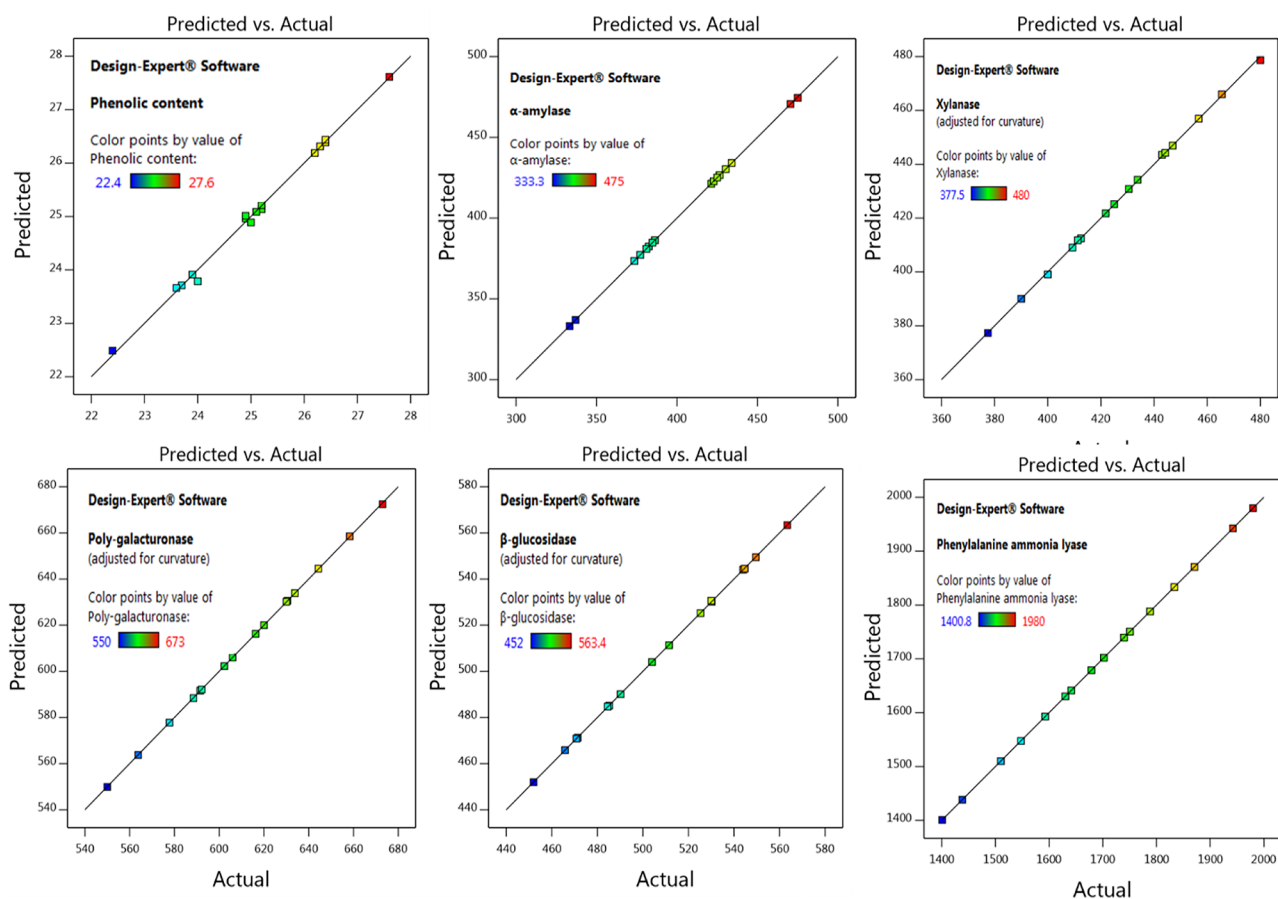 Predicted vs. Actual
Design-Expert® Software
Phenolic content
Color points by value of
Phenolic content:
22.4 27.6
Predicted
28
27
26
25
24
23
22
22 23 24 25 26 27 28
Predicted vs. Actual
Design-Expert® Software
α-amylase
Color points by value of
α-amylase:
333.3 475
Predicted
500
450
400
350
300
300 350 400 450 500
Predicted vs. Actual
Design-Expert® Software
Xylanase
(adjusted for curvature)
Color points by value of
Xylanase:
377.5 480
Predicted
480
460
440
420
400
380
360
360 380 400 420 440 460 480
Predicted vs. Actual
Design-Expert® Software
Poly-galacturonase
(adjusted for curvature)
Color points by value of
Poly-galacturonase:
550 673
Predicted
680
660
640
620
600
580
560
540
540 560 580 600 620 640 660 680
Actual
Predicted vs. Actual
Design-Expert® Software
β-glucosidase
(adjusted for curvature)
Color points by value of
β-glucosidase:
452 563.4
Predicted
580
560
540
520
500
480
460
440
440 460 480 500 520 540 560 580
Actual
Predicted vs. Actual
Design-Expert® Software
Phenylalanine ammonia lyase
Color points by value of
Phenylalanine ammonia lyase:
1400.8 1980
Predicted
2000
1900
1800
1700
1600
1500
1400
1400 1500 1600 1700 1800 1900 2000
Actual